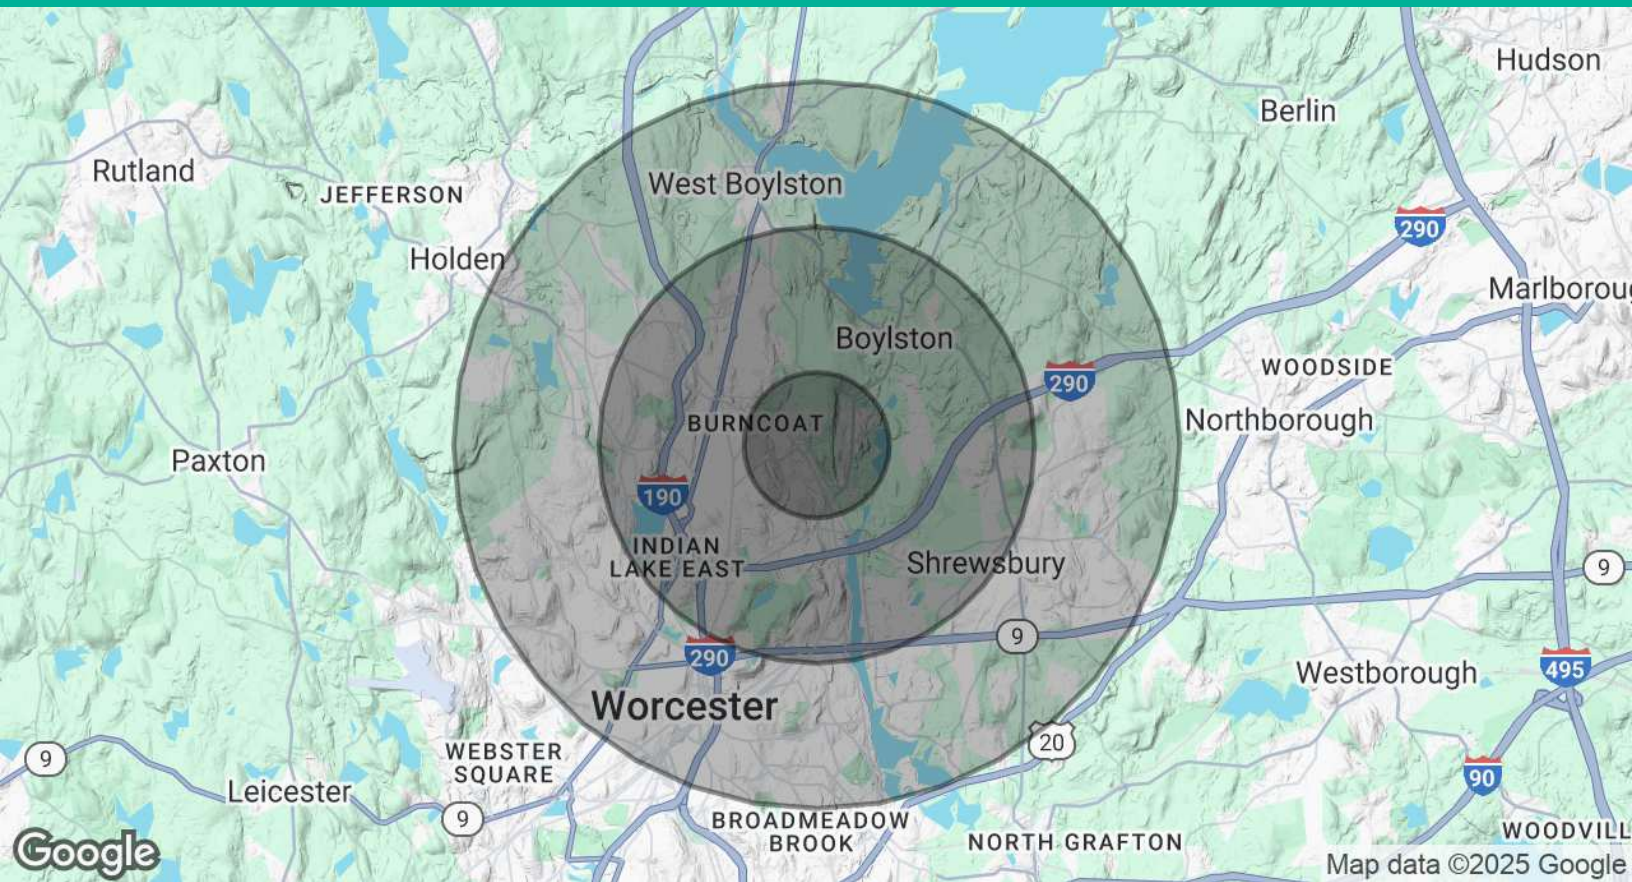 Hudson
Berlin
Rutland
JEFFERSON
West Boylston
290
Holden
Marlboroug
Boylston
WOODSIDE
290
BURNCOAT
Northborough
Paxton
190
INDIAN
LAKE EAST
Shrewsbury
9
9
290
Westborough
495
Worcester
20
WEBSTER
SQUARE
9
90
Leicester
9
BROADMEADOW
BROOK
NORTH GRAFTON
WOODVILL
Google
Map data ©2025 Google